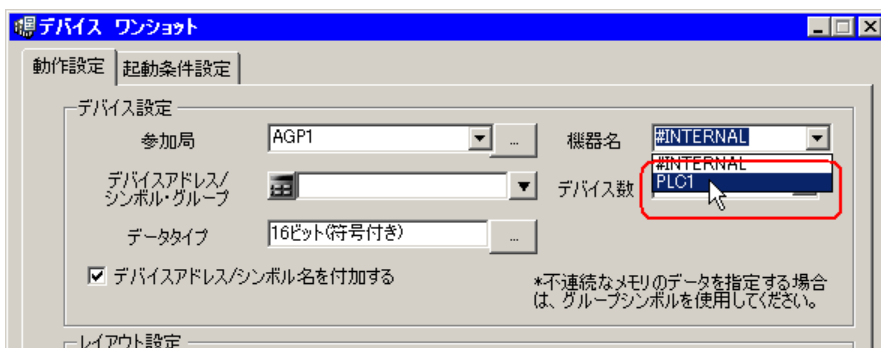 デバイス ワンショット
動作設定 起動条件設定
デバイス設定
参加局 AGP1 ... 機器名 #INTERNAL
#INTERNAL
デバイスアドレス/
シンボル・グループ デバイス数 PLC1
データタイプ 16ビット(符号付き) ...
デバイスアドレス/シンボル名を付加する
*不連続なメモリのデータを指定する場合
は、グループシンボルを使用してください。
レイアウト設定